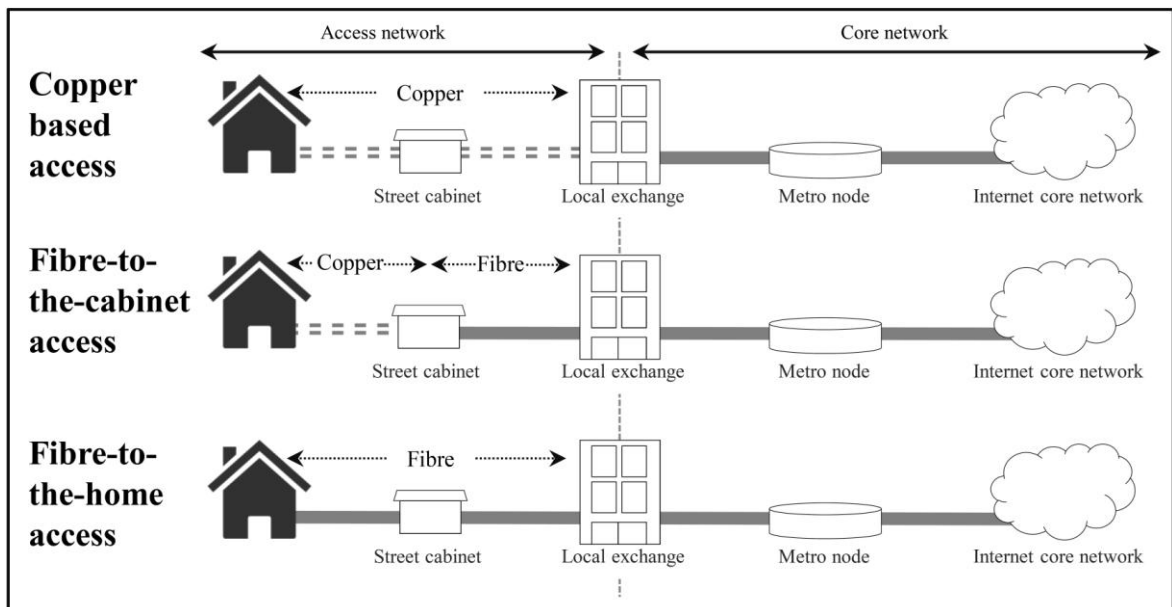 Access network
Core network
Copper
based
access
Copper
Street cabinet
Local exchange
Metro node
Internet core network
Fibre-to-
the-cabinet
access
Copper
Fibre
Street cabinet
Local exchange
Metro node
Internet core network
Fibre-to-
the-home
access
Fibre
Street cabinet
Local exchange
Metro node
Internet core network